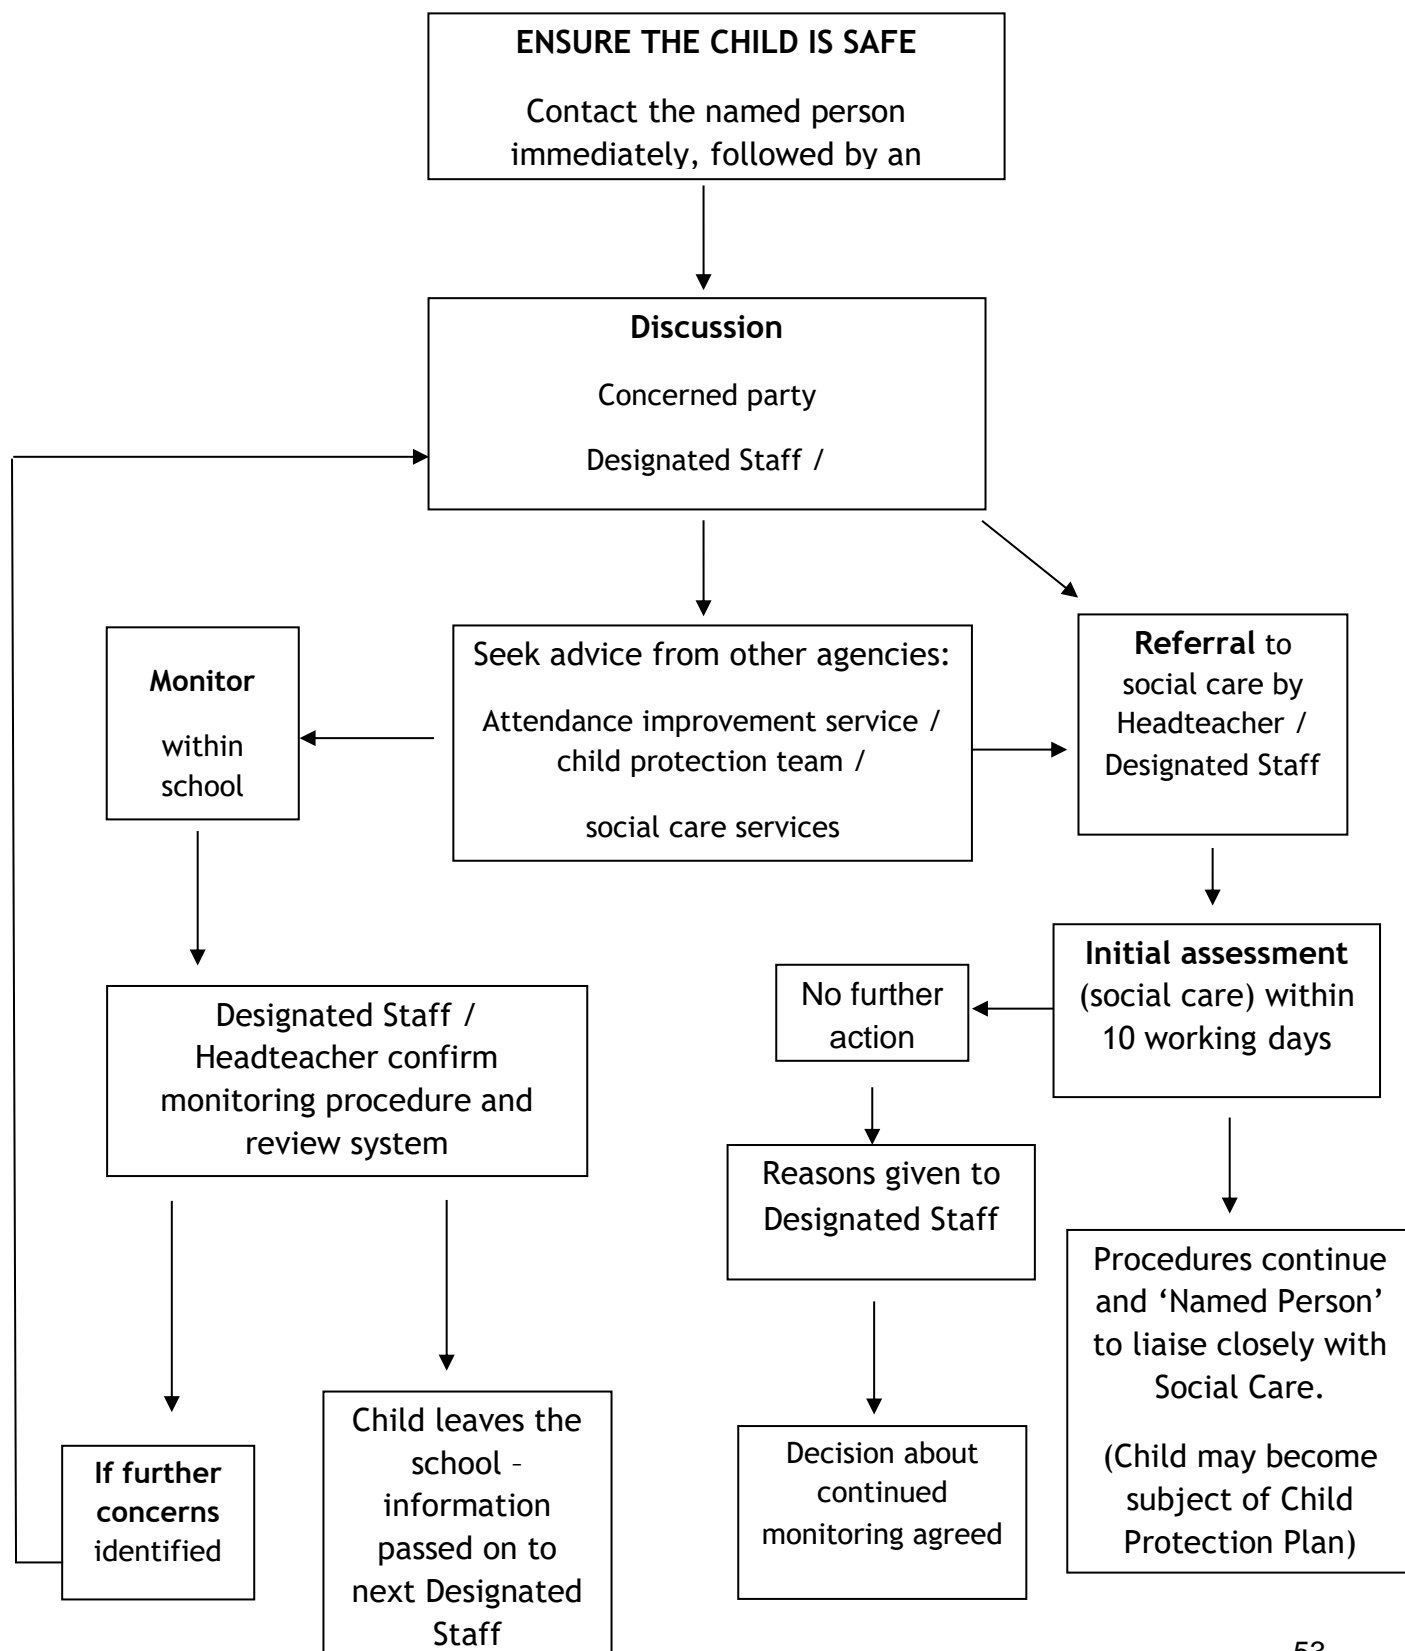 ENSURE THE CHILD IS SAFE
Contact the named person
immediately, followed by an
Discussion
Concerned party
Designated Staff /
Monitor
within
school
Seek advice from other agencies:
Attendance improvement service /
child protection team /
social care services
Referral to
social care by
Headteacher /
Designated Staff
Designated Staff /
Headteacher confirm
monitoring procedure and
review system
No further
action
Initial assessment
(social care) within
10 working days
Reasons given to
Designated Staff
Procedures continue
and ‘Named Person’
to liaise closely with
Social Care.
(Child may become
subject of Child
Protection Plan)
If further
concerns
identified
Child leaves the
school –
information
passed on to
next Designated
Staff
Decision about
continued
monitoring agreed
53